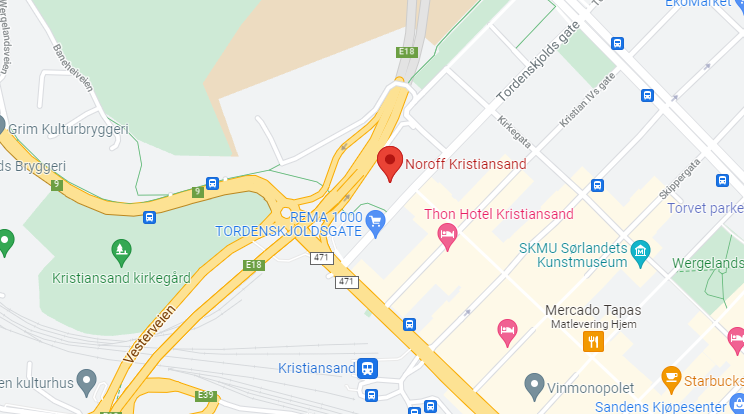 EkoMarket
Wergelandsveien
Baneheiveien
E18
Tordenskjolds gate
Kristian IVs gate
Kirkegata
Grim Kulturbryggeri
ds Bryggeri
9
9
Noroff Kristiansand
Skippergata
Torvet parke
REMA 1000
TORDENSKJOLDSGATE
Thon Hotel Kristiansand
SKMU Sørlandets
Kunstmuseum
Wergelands
471
E18
Kristiansand kirkegård
471
Vesterveien
Mercado Tapas
Matlevering Hjem
Kristiansand
en kulturhus
E39
Vinmonopolet
Starbucks
Sandens Kjøpesenter